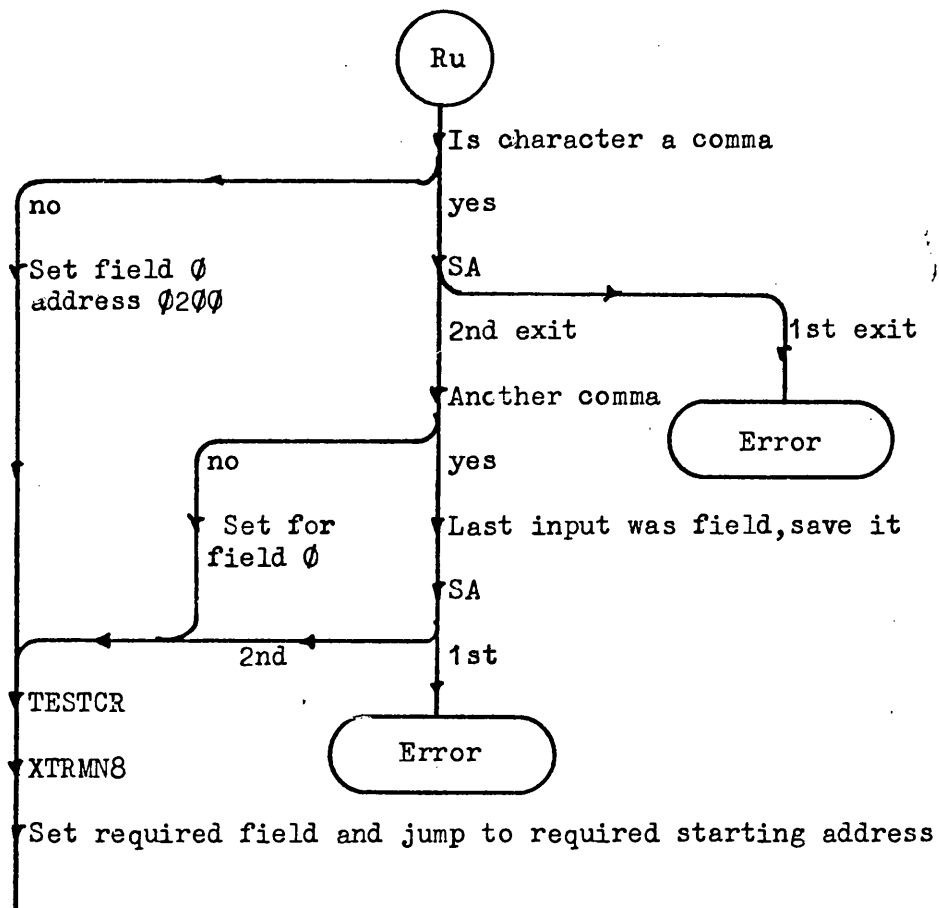 Ru
Is character a comma
no
yes
Set field Ø
address Ø2ØØ
SA
2nd exit
1st exit
Another comma
Error
no
yes
Set for
field Ø
Last input was field,save it
SA
2nd
1st
TESTCR
Error
XTRMN8
Set required field and jump to required starting address